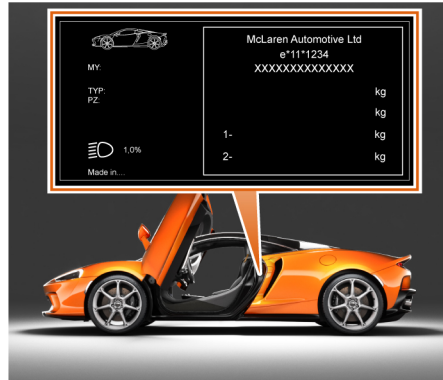 MY:
TYP:
PZ:
1,0%
Made in....
McLaren Automotive Ltd
e*11*1234
XXXXXXXXXXXXXX
kg
kg
1- kg
2- kg